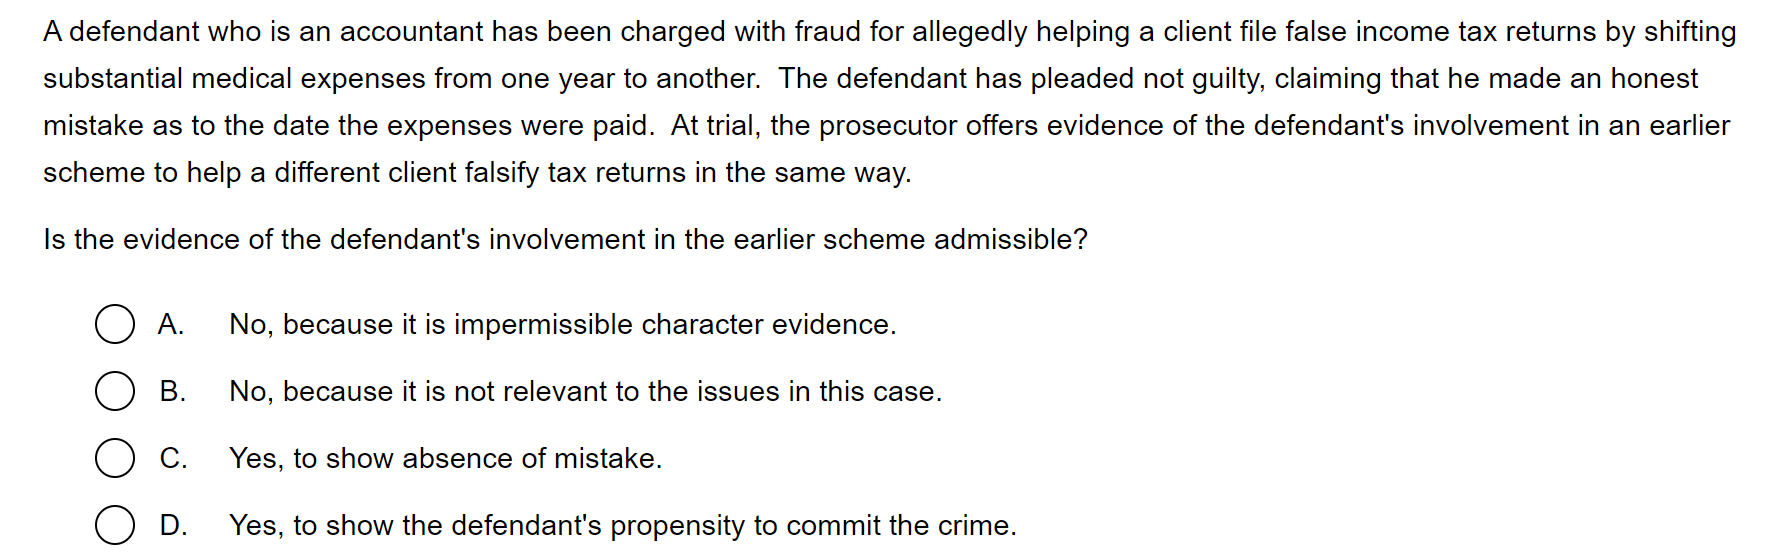 A defendant who is an accountant has been charged with fraud for allegedly helping a client file false income tax returns by shifting
substantial medical expenses from one year to another.  The defendant has pleaded not guilty, claiming that he made an honest
mistake as to the date the expenses were paid.  At trial, the prosecutor offers evidence of the defendant's involvement in an earlier
scheme to help a different client falsify tax returns in the same way.
Is the evidence of the defendant's involvement in the earlier scheme admissible?
A. No, because it is impermissible character evidence.
B. No, because it is not relevant to the issues in this case.
C. Yes, to show absence of mistake.
D. Yes, to show the defendant's propensity to commit the crime.